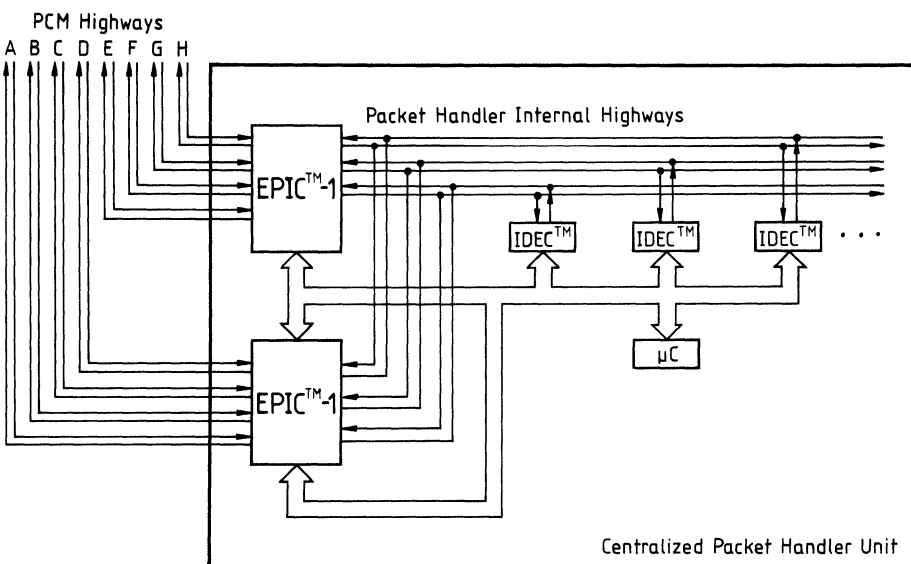 PCM Highways
A B C D E F G H
Packet Handler Internal Highways
EPIC™-1
IDEC™ IDEC™ IDEC™ ...
µC
EPIC™-1
Centralized Packet Handler Unit